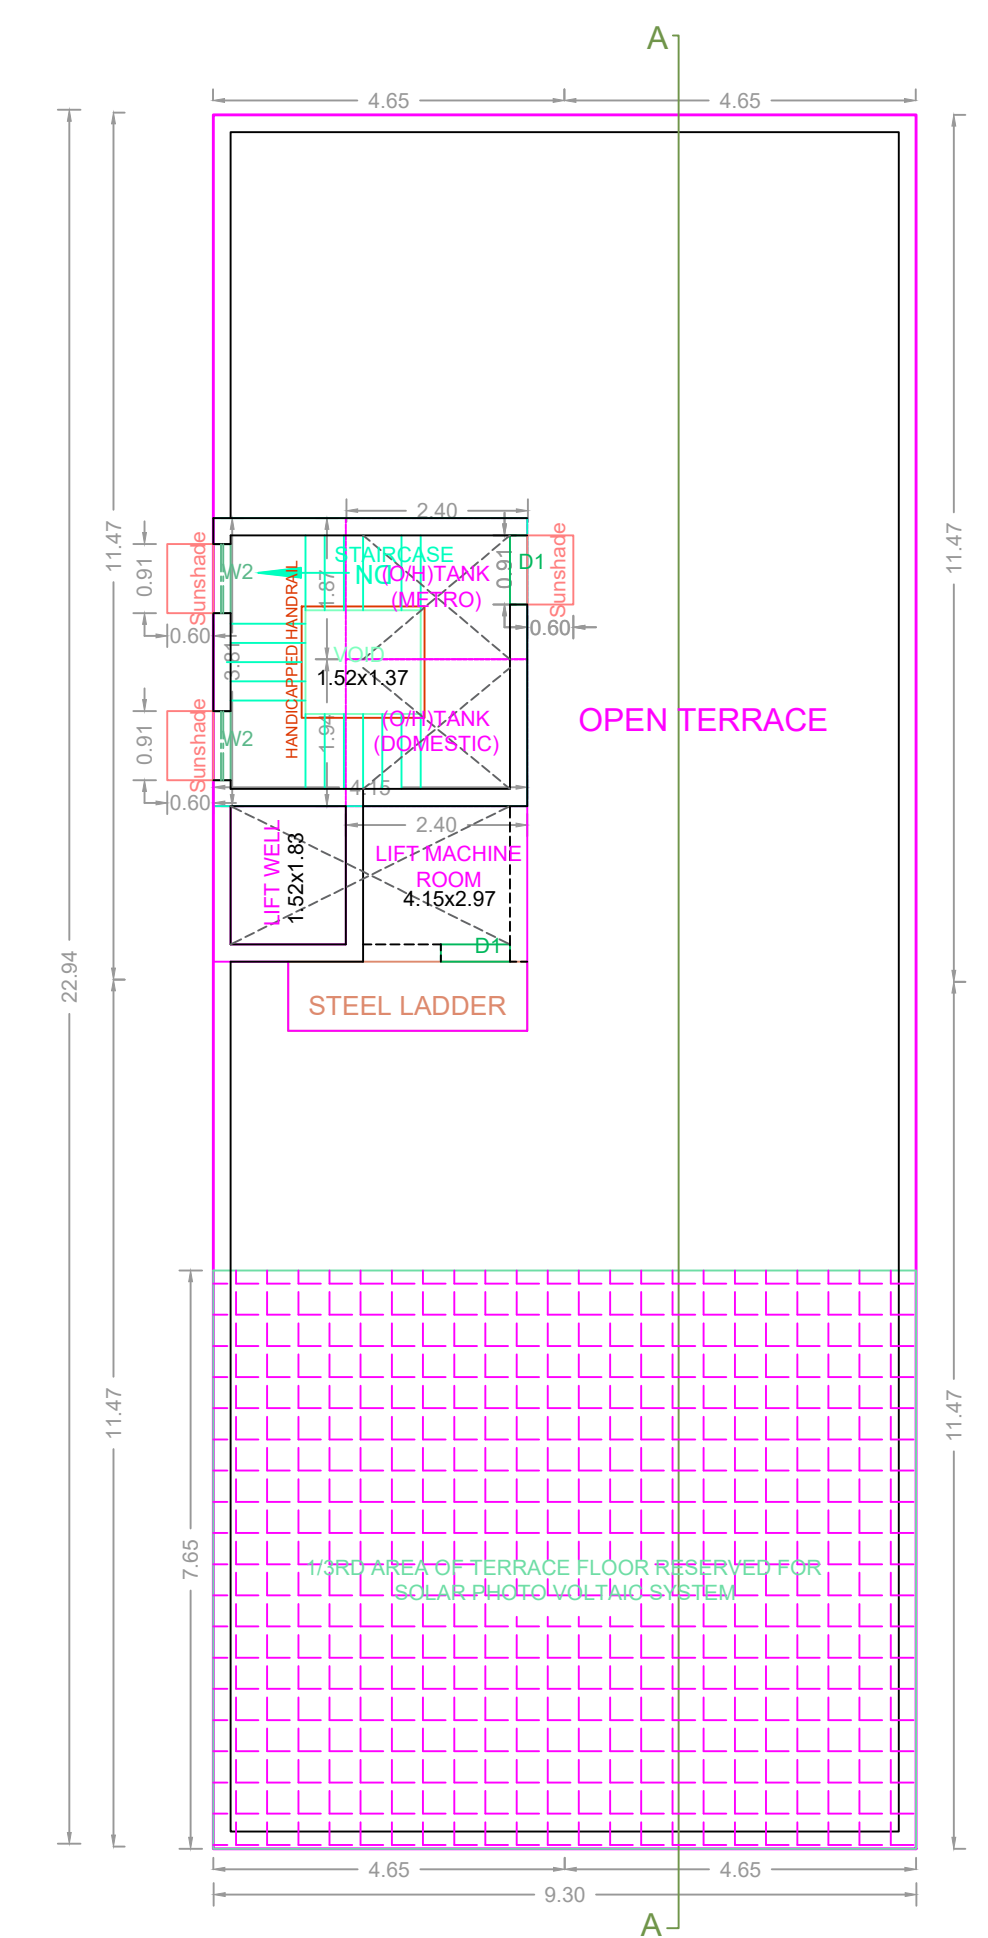 A
4.65
4.65
11.47
11.47
2.40
Sunshade
0.91
W2
0.60
STAIRCASE
NG
(O/H)TANK
(METRO)
1.87
0.91
D1
Sunshade
0.60
HANDICAPPED HANDRAIL
3.81
VOID
1.52x1.37
Sunshade
0.91
W2
0.60
1.94
(O/H)TANK
(DOMESTIC)
OPEN TERRACE
4.15
2.40
LIFT WELL
1.52x1.83
LIFT MACHINE
ROOM
4.15x2.97
D1
22.94
STEEL LADDER
11.47
11.47
7.65
1/3RD AREA OF TERRACE FLOOR RESERVED FOR
SOLAR PHOTO VOLTAIC SYSTEM
4.65
4.65
9.30
A